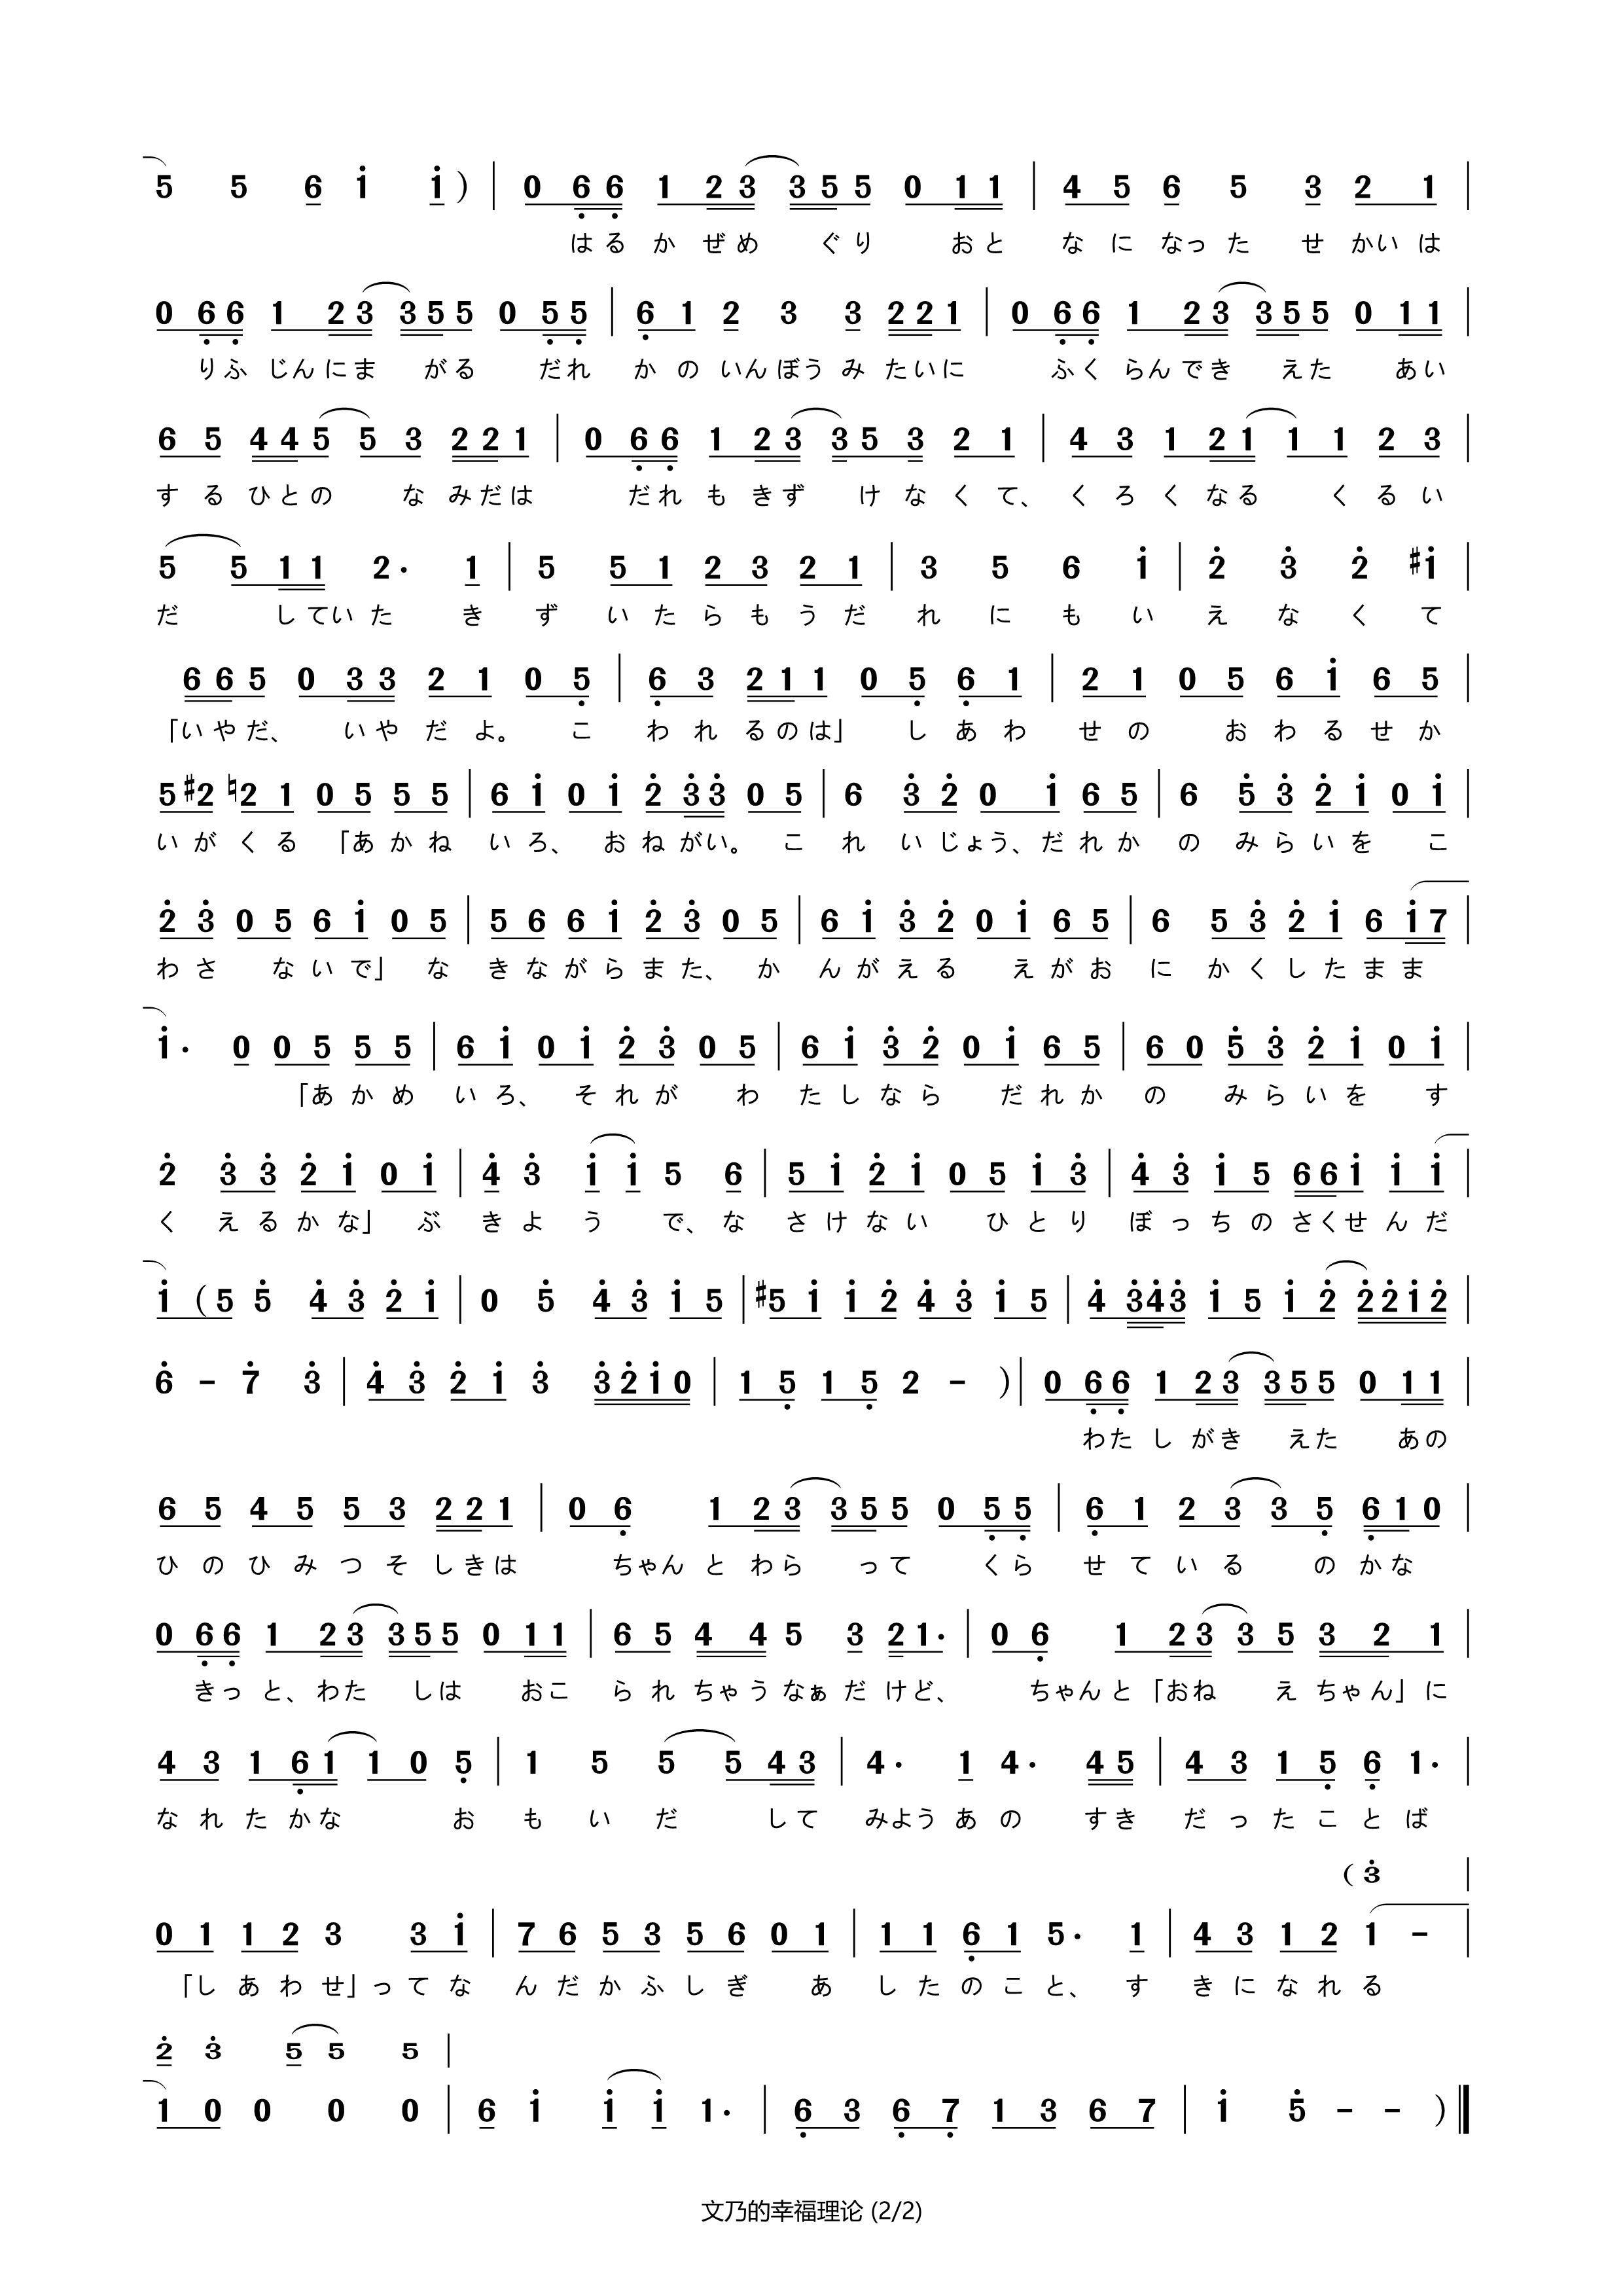 5 5 6 i i ) | 0 6 6 1 2 3 3 5 5 0 1 1 | 4 5 6 5 3 2 1 |
はる か ぜめ ぐり おと な に なっ た せ かい は
0 6 6 1 2 3 3 5 5 0 5 5 | 6 1 2 3 3 2 2 1 | 0 6 6 1 2 3 3 5 5 0 1 1 |
りふ じん にま がる だれ か の いん ぼう み たいに ふく らん でき えた あい
6 5 4 4 5 5 3 2 2 1 | 0 6 6 1 2 3 3 5 3 2 1 | 4 3 1 2 1 1 1 2 3 |
す る ひとの な みだは だれ も きず け な く て、 く ろ く なる く る い
5 5 1 1 2· 1 | 5 5 1 2 3 2 1 | 3 5 6 i | 2 3 2 #i |
だ し てい た き ず い た ら も う だ れ に も い え な く て
6 6 5 0 3 3 2 1 0 5 | 6 3 2 1 1 0 5 6 1 | 2 1 0 5 6 i 6 5 |
「いやだ、 いや だ よ。 こ わ れ るのは」 し あ わ せ の お わ る せ か
5 #2 ♮2 1 0 5 5 5 | 6 i 0 i 2 3 3 0 5 | 6 3 2 0 i 6 5 | 6 5 3 2 i 0 i |
い が く る 「あ か ね い ろ、 お ね がい。 こ れ い じょう、だ れ か の み ら い を こ
2 3 0 5 6 i 0 5 | 5 6 6 i 2 3 0 5 | 6 i 3 2 0 i 6 5 | 6 5 3 2 i 6 i 7 |
わ さ な い で」 な き な が ら ま た、 か ん が え る え が お に か く し た ま ま
i· 0 0 5 5 5 | 6 i 0 i 2 3 0 5 | 6 i 3 2 0 i 6 5 | 6 0 5 3 2 i 0 i |
「あ か め い ろ、 そ れ が わ た し な ら だ れ か の み ら い を す
2 3 3 2 i 0 i | 4 3 i i 5 6 | 5 i 2 i 0 5 i 3 | 4 3 i 5 6 6 i i i |
く え る か な」 ぶ き よ う で、 な さ け な い ひ と り ぼ っ ち の さくせ ん だ
i ( 5 5 4 3 2 i | 0 5 4 3 i 5 | #5 i i 2 4 3 i 5 | 4 3 4 3 i 5 i 2 2 2 i 2 |
6 - 7 3 | 4 3 2 i 3 3 2 i 0 | 1 5 1 5 2 - ) | 0 6 6 1 2 3 3 5 5 0 1 1 |
わた し がき えた あの
6 5 4 5 5 3 2 2 1 | 0 6 1 2 3 3 5 5 0 5 5 | 6 1 2 3 3 5 6 1 0 |
ひ の ひ み つ そ しきは ちゃん と わら って くら せ て い る の かな
0 6 6 1 2 3 3 5 5 0 1 1 | 6 5 4 4 5 3 2 1· | 0 6 1 2 3 3 5 3 2 1 |
きっ と、 わた しは おこ ら れ ちゃ う なぁ だ けど、 ちゃん と 「おね え ちゃん」 に
4 3 1 6 1 1 0 5 | 1 5 5 5 4 3 | 4· 1 4· 4 5 | 4 3 1 5 6 1· |
な れ た かな お も い だ して みよう あ の すき だ っ た こ と ば
( 3 |
0 1 1 2 3 3 i | 7 6 5 3 5 6 0 1 | 1 1 6 1 5· 1 | 4 3 1 2 1 - |
「し あ わ せ」 っ て な ん だ か ふ し ぎ あ し た の こ と、 す き に な れ る
2 3 5 5 5 |
1 0 0 0 0 | 6 i i i 1· | 6 3 6 7 1 3 6 7 | i 5 - - )
文乃的幸福理论 (2/2)